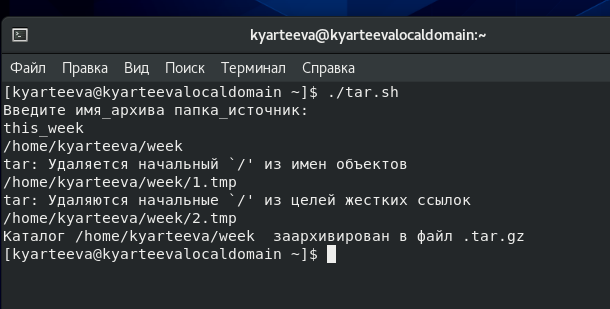 kyarteeva@kyarteevalocaldomain:~
Файл Правка Вид Поиск Терминал Справка
[kyarteeva@kyarteevalocaldomain ~]$ ./tar.sh
Введите имя_архива папка_источник:
this_week
/home/kyarteeva/week
tar: Удаляется начальный `/' из имен объектов
/home/kyarteeva/week/1.tmp
tar: Удаляются начальные `/' из целей жестких ссылок
/home/kyarteeva/week/2.tmp
Каталог /home/kyarteeva/week  заархивирован в файл .tar.gz
[kyarteeva@kyarteevalocaldomain ~]$